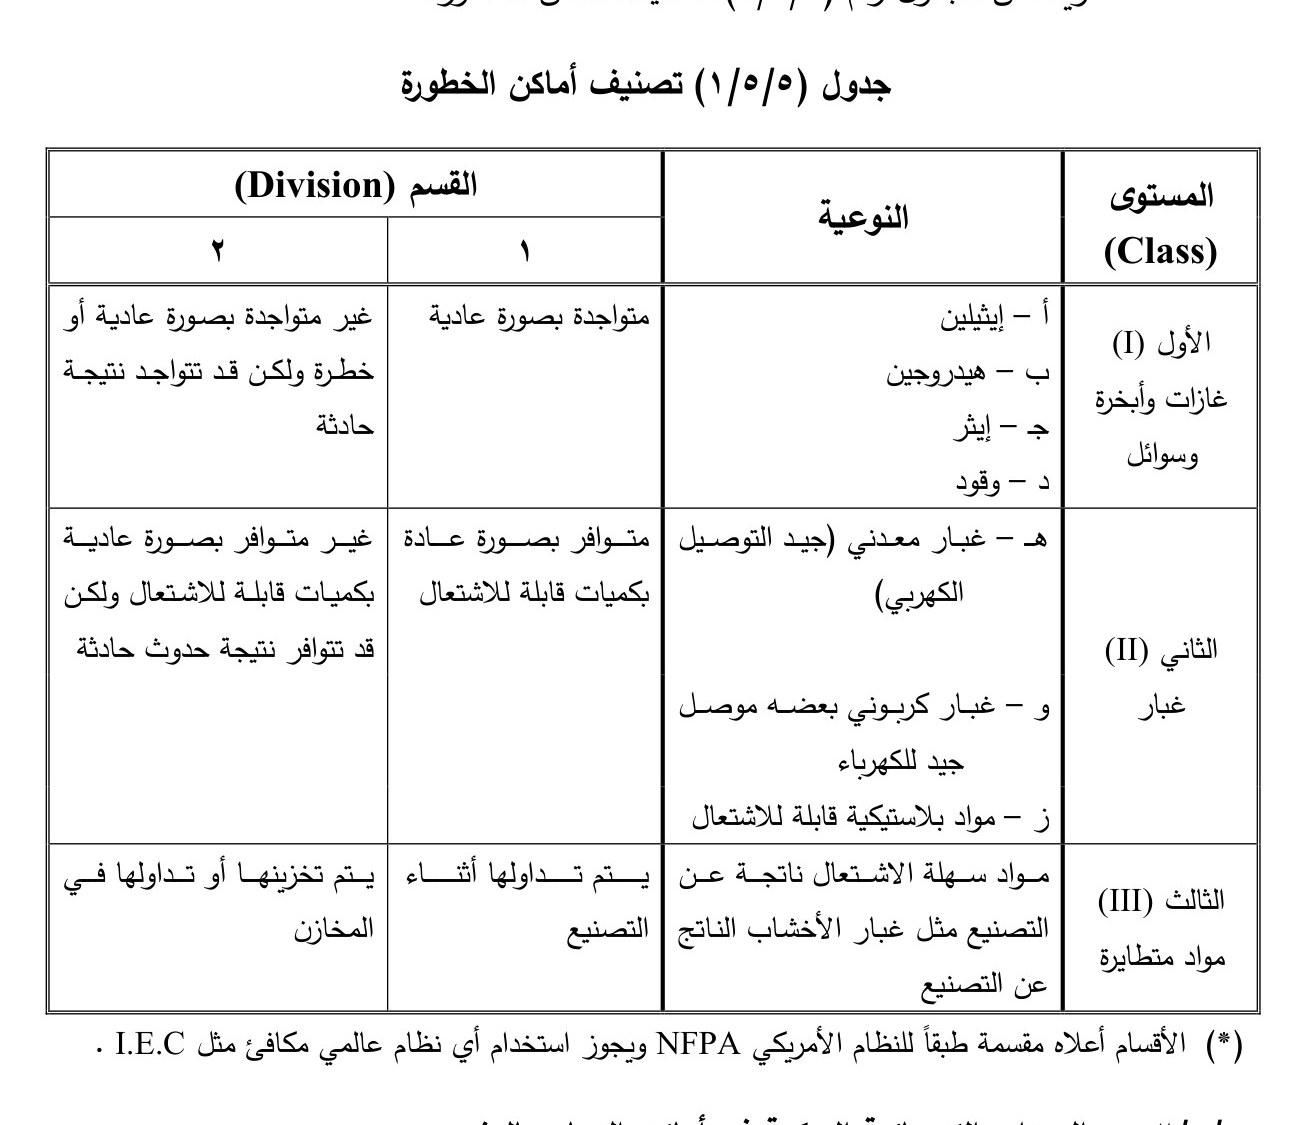 جدول (١/٥/٥) تصنيف أماكن الخطورة
المستوى
(Class)
النوعية
القسم (Division)
١
٢
الأول (I)
غازات وأبخرة
وسوائل
أ – إيثيلين
ب – هيدروجين
جـ – إيثر
د – وقود
متواجدة بصورة عادية
غير متواجدة بصورة عادية أو
خطرة ولكن قد تتواجد نتيجة
حادثة
الثاني (II)
غبار
هـ – غبار معدني (جيد التوصيل
الكهربي)
و – غبار كربوني بعضه موصل
جيد للكهرباء
ز – مواد بلاستيكية قابلة للاشتعال
متوافر بصورة عادة
بكميات قابلة للاشتعال
غير متوافر بصورة عادية
بكميات قابلة للاشتعال ولكن
قد تتوافر نتيجة حدوث حادثة
الثالث (III)
مواد متطايرة
مواد سهلة الاشتعال ناتجة عن
التصنيع مثل غبار الأخشاب الناتج
عن التصنيع
يتم تداولها أثناء
التصنيع
يتم تخزينها أو تداولها في
المخازن
(*) الأقسام أعلاه مقسمة طبقاً للنظام الأمريكي NFPA ويجوز استخدام أي نظام عالمي مكافئ مثل I.E.C .